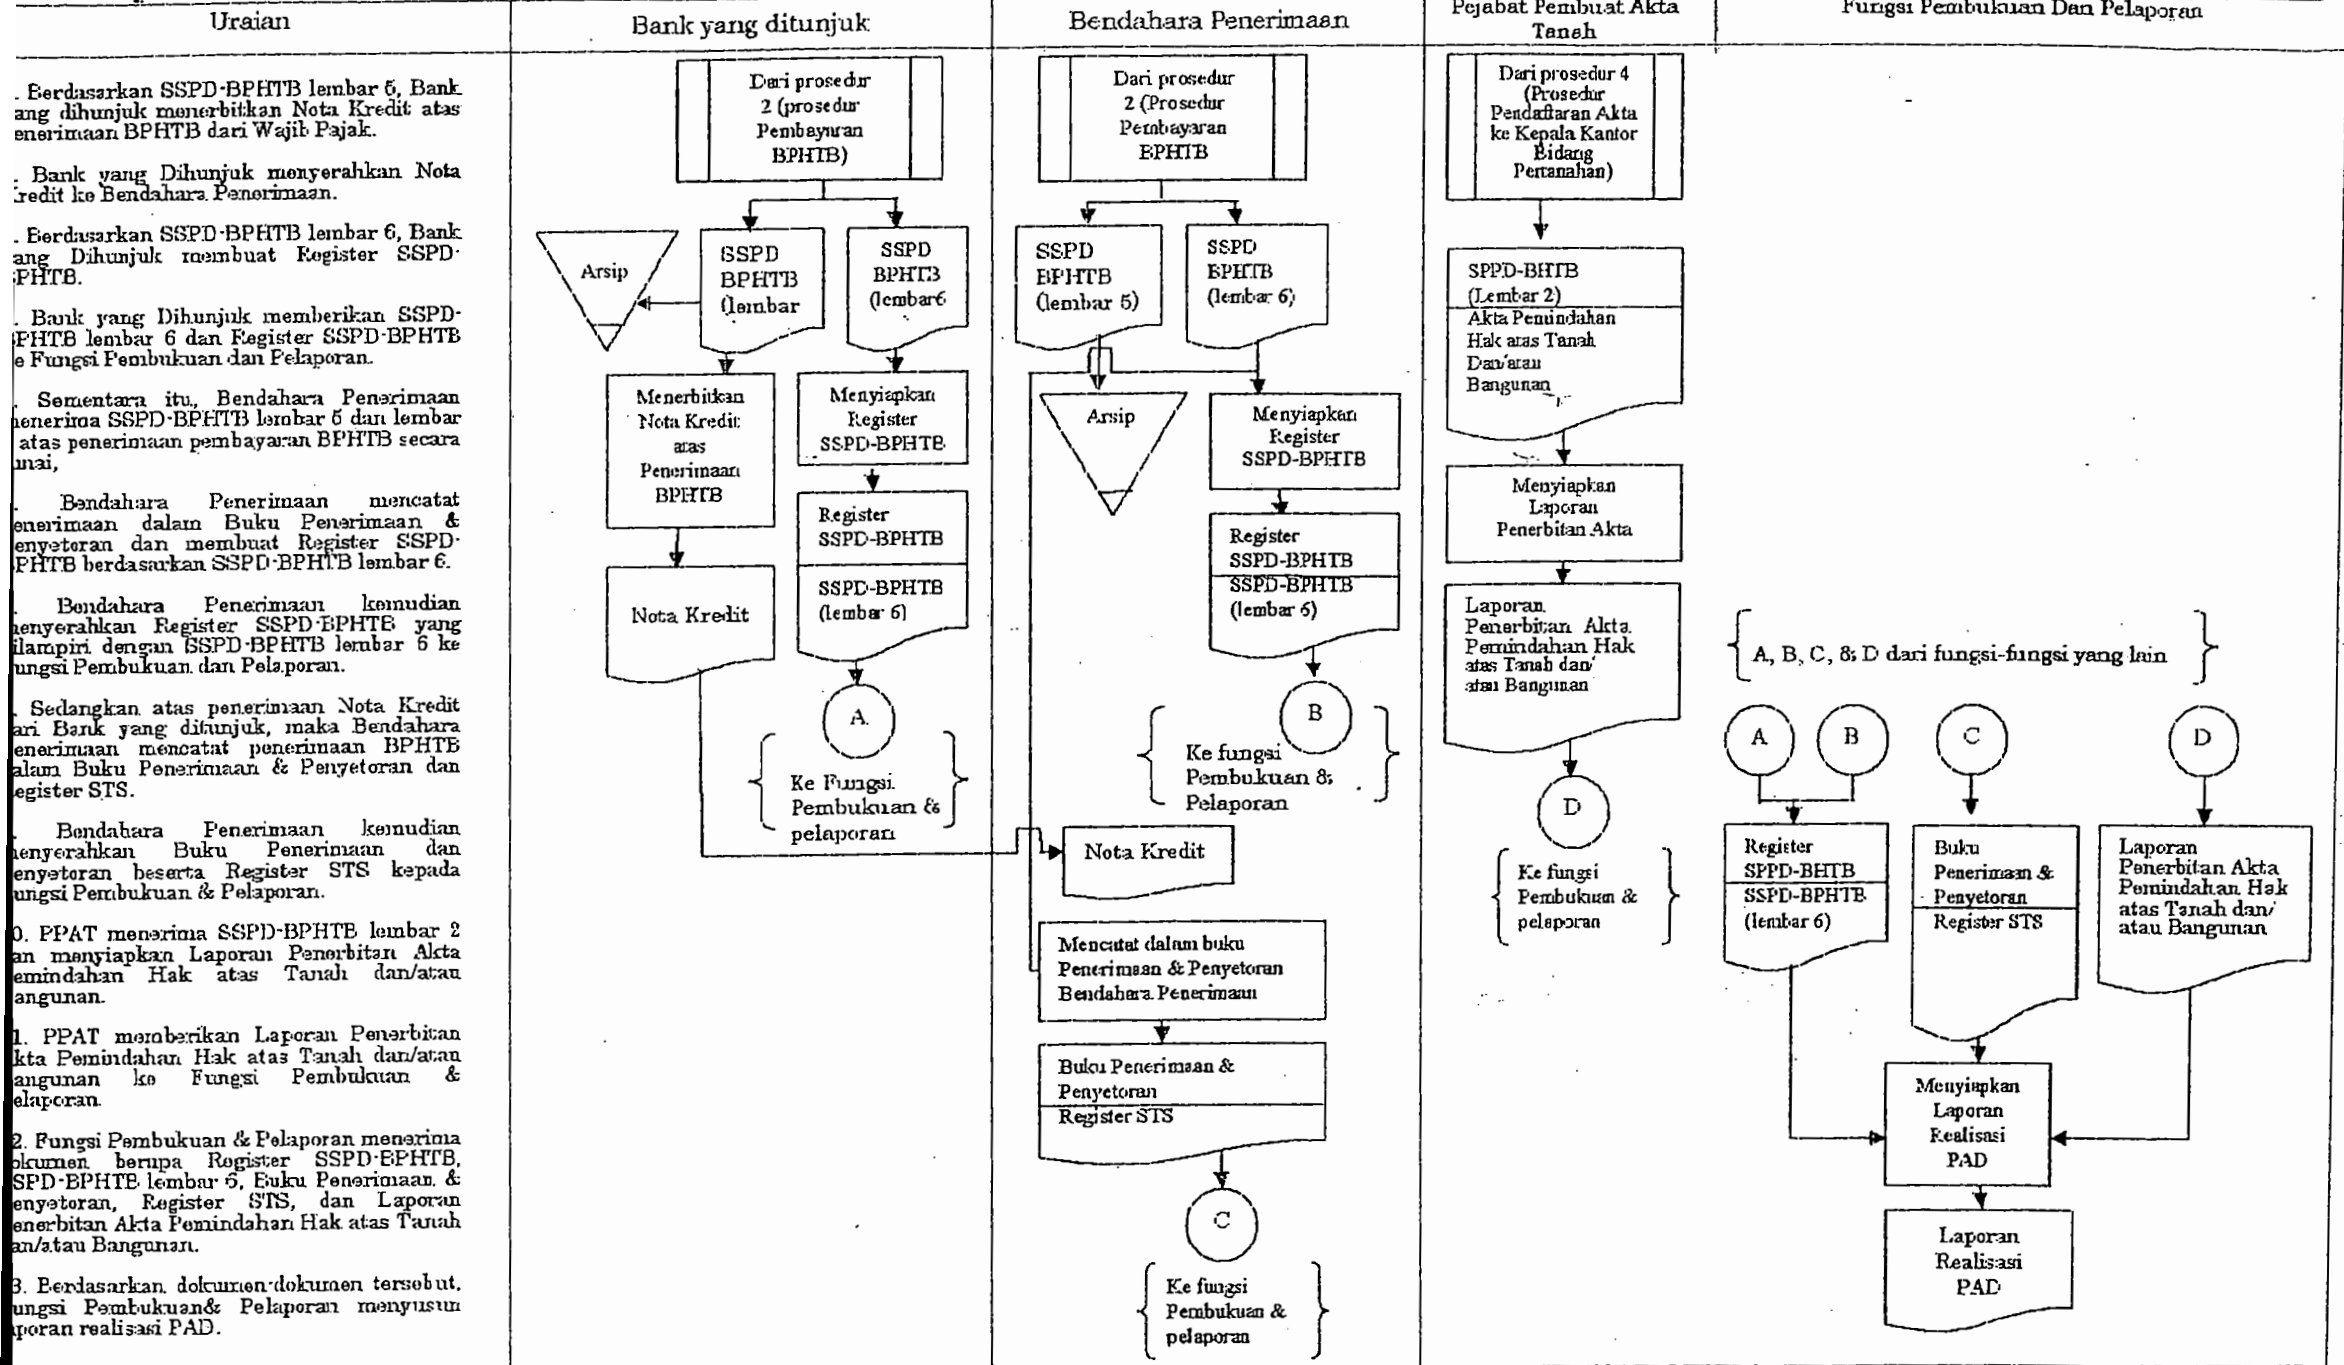 Uraian
Bank yang ditunjuk
Bendahara Penerimaan
Pejabat Pembuat Akta
Tanah
Fungsi Pembukuan Dan Pelaporan
. Berdasarkan SSPD-BPHTB lembar 5, Bank
ang dihunjuk menerbitkan Nota Kredit atas
enerimaan BPHTB dari Wajib Pajak.
. Bank yang Dihunjuk menyerahkan Nota
redit ke Bendahara Penerimaan.
. Berdasarkan SSPD-BPHTB lembar 6, Bank
ang Dihunjuk membuat Register SSPD-
PHTB.
. Bank yang Dihunjuk memberikan SSPD-
PHTB lembar 6 dan Register SSPD-BPHTB
e Fungsi Pembukuan dan Pelaporan.
. Sementara itu, Bendahara Penerimaan
enerima SSPD-BPHTB lembar 5 dan lembar
atas penerimaan pembayaran BPHTB secara
unai,
. Bendahara Penerimaan mencatat
enerimaan dalam Buku Penerimaan &
enyetoran dan membuat Register SSPD-
PHTB berdasarkan SSPD-BPHTB lembar 6.
. Bendahara Penerimaan kemudian
enyerahkan Register SSPD-BPHTB yang
ilampiri dengan SSPD-BPHTB lembar 6 ke
ungsi Pembukuan dan Pelaporan.
. Sedangkan atas penerimaan Nota Kredit
ari Bank yang ditunjuk, maka Bendahara
enerimaan mencatat penerimaan BPHTB
alam Buku Penerimaan & Penyetoran dan
egister STS.
. Bendahara Penerimaan kemudian
enyerahkan Buku Penerimaan dan
enyetoran beserta Register STS kepada
ungsi Pembukuan & Pelaporan.
0. PPAT menerima SSPD-BPHTB lembar 2
an menyiapkan Laporan Penerbitan Akta
emindahan Hak atas Tanah dan/atau
angunan.
1. PPAT memberikan Laporan Penerbitan
kta Pemindahan Hak atas Tanah dan/atau
angunan ke Fungsi Pembukuan &
elaporan.
2. Fungsi Pembukuan & Pelaporan menerima
okumen berupa Register SSPD-BPHTB,
SPD-BPHTB lembar 6, Buku Penerimaan &
enyetoran, Register STS, dan Laporan
enerbitan Akta Pemindahan Hak atas Tanah
an/atau Bangunan.
3. Berdasarkan dokumen-dokumen tersebut,
ungsi Pembukuan& Pelaporan menyusun
poran realisasi PAD.
Dari prosedur
2 (prosedur
Pembayaran
BPHTB)
Arsip
SSPD
BPHTB
(lembar
SSPD
BPHTB
(lembar6
Menerbitkan
Nota Kredit
atas
Penerimaan
BPHTB
Menyiapkan
Register
SSPD-BPHTB
Register
SSPD-BPHTB
SSPD-BPHTB
(lembar 6)
Nota Kredit
A
Ke Fungsi
Pembukuan &
pelaporan
Dari prosedur
2 (Prosedur
Pembayaran
BPHTB
SSPD
BPHTB
(lembar 5)
SSPD
BPHTB
(lembar 6)
Arsip
Menyiapkan
Register
SSPD-BPHTB
Register
SSPD-BPHTB
SSPD-BPHTB
(lembar 6)
B
Ke fungsi
Pembukuan &
Pelaporan
Nota Kredit
Mencatat dalam buku
Penerimaan & Penyetoran
Bendahara Penerimaan
Buku Penerimaan &
Penyetoran
Register STS
C
Ke fungsi
Pembukuan &
pelaporan
Dari prosedur 4
(Prosedur
Pendaftaran Akta
ke Kepala Kantor
Bidang
Pertanahan)
SPPD-BHTB
(Lembar 2)
Akta Pemindahan
Hak atas Tanah
Dan/atau
Bangunan
Menyiapkan
Laporan
Penerbitan Akta
Laporan
Penerbitan Akta
Pemindahan Hak
atas Tanah dan/
atau Bangunan
D
Ke fungsi
Pembukuan &
pelaporan
A, B, C, & D dari fungsi-fungsi yang lain
A
B
C
D
Register
SPPD-BHTB
SSPD-BPHTB
(lembar 6)
Buku
Penerimaan &
Penyetoran
Register STS
Laporan
Penerbitan Akta
Pemindahan Hak
atas Tanah dan/
atau Bangunan
Menyiapkan
Laporan
Realisasi
PAD
Laporan
Realisasi
PAD